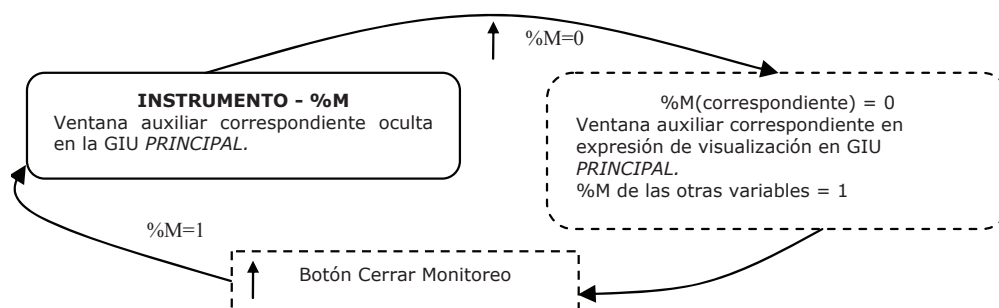 %M=0
INSTRUMENTO - %M
Ventana auxiliar correspondiente oculta
en la GIU PRINCIPAL.
%M(correspondiente) = 0
Ventana auxiliar correspondiente en
expresión de visualización en GIU
PRINCIPAL.
%M de las otras variables = 1
%M=1
Botón Cerrar Monitoreo